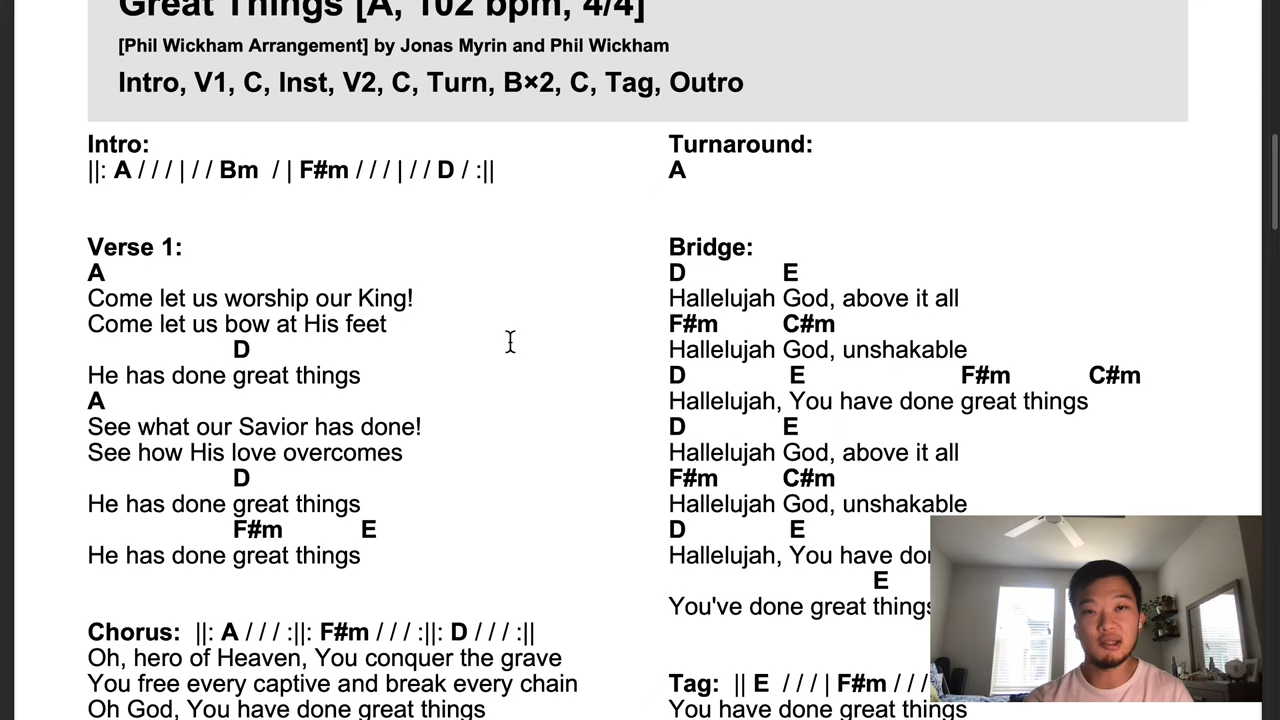 Great Things [A, 102 bpm, 4/4]
[Phil Wickham Arrangement] by Jonas Myrin and Phil Wickham
Intro, V1, C, Inst, V2, C, Turn, B×2, C, Tag, Outro
Intro:
||: A / / / | / / Bm / | F#m / / / | / / D / :||
Verse 1:
A
Come let us worship our King!
Come let us bow at His feet
D
He has done great things
A
See what our Savior has done!
See how His love overcomes
D
He has done great things
F#m E
He has done great things
Chorus: ||: A / / / :||: F#m / / / :||: D / / / :||
Oh, hero of Heaven, You conquer the grave
You free every captive and break every chain
Oh God, You have done great things
Turnaround:
A
Bridge:
D E
Hallelujah God, above it all
F#m C#m
Hallelujah God, unshakable
D E F#m C#m
Hallelujah, You have done great things
D E
Hallelujah God, above it all
F#m C#m
Hallelujah God, unshakable
D E
Hallelujah, You have
E
You've done great things
Tag: || E / / / | F#m / / /
You have done great things